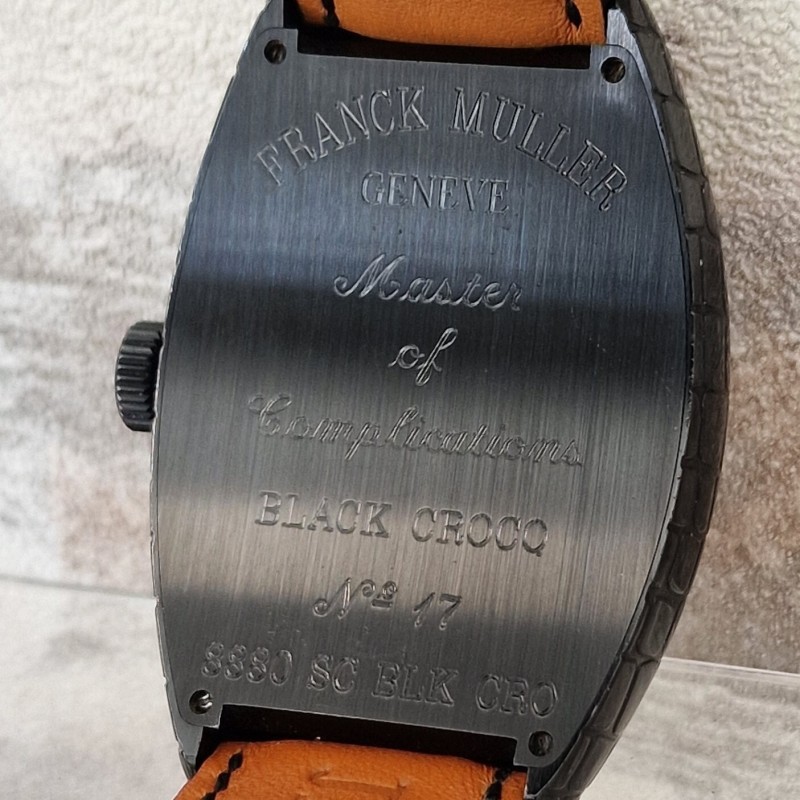 FRANCK MULLER
GENEVE
Master
of
Complications
BLACK CROCO
Nº 17
8880 SC BLK CRO